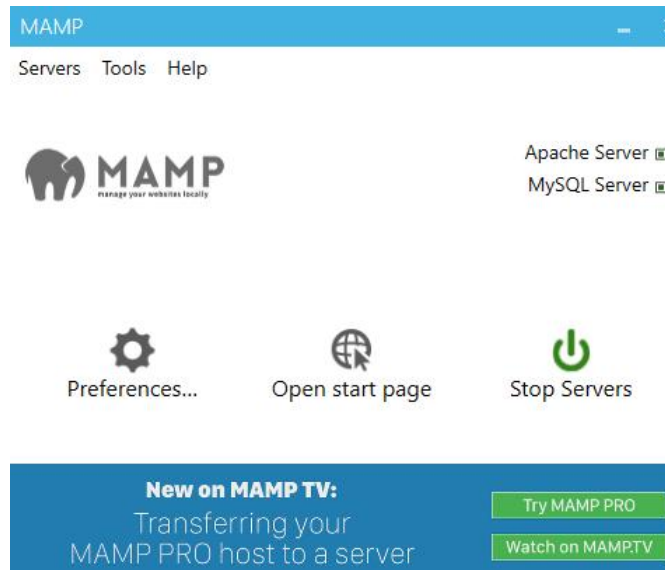 MAMP
Servers Tools Help
MAMP
manage your websites locally
Apache Server
MySQL Server
Preferences...
Open start page
Stop Servers
New on MAMP TV:
Transferring your
MAMP PRO host to a server
Try MAMP PRO
Watch on MAMP.TV